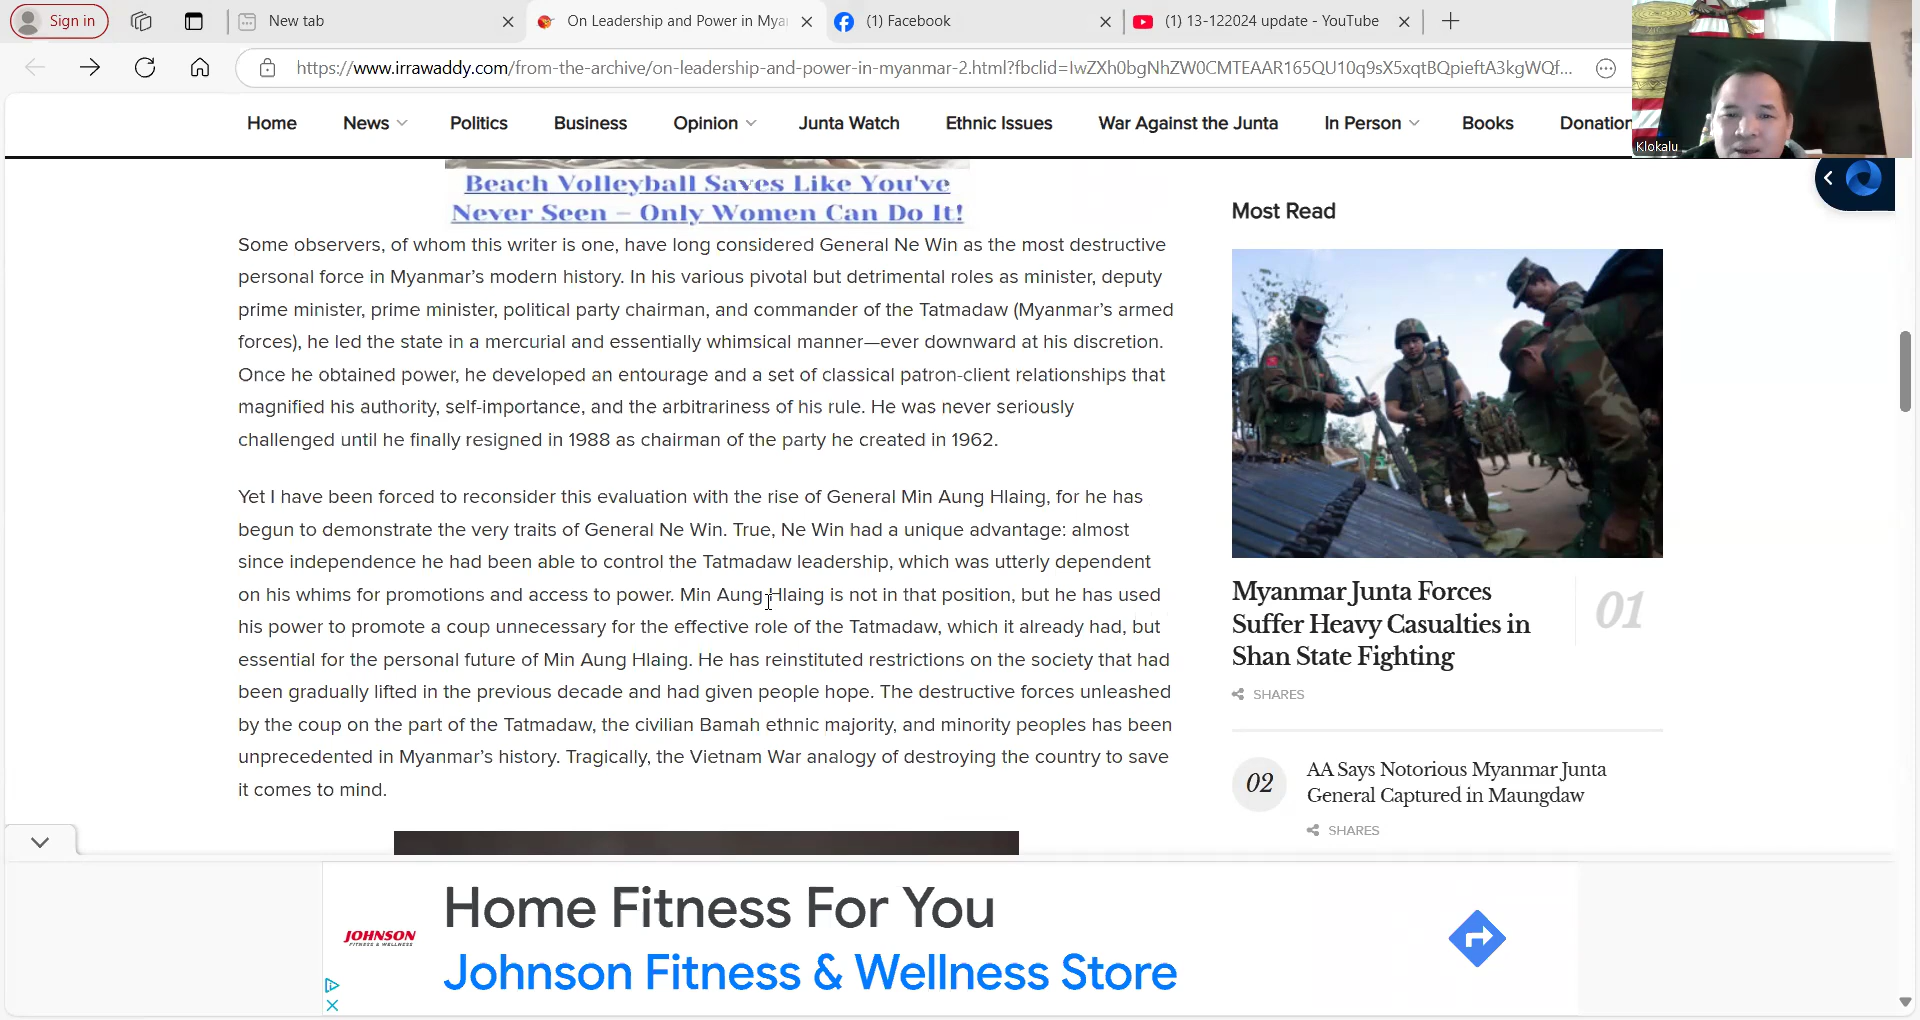 Sign in
New tab
On Leadership and Power in Myan
(1) Facebook
(1) 13-122024 update - YouTube
https://www.irrawaddy.com/from-the-archive/on-leadership-and-power-in-myanmar-2.html?fbclid=IwZXh0bgNhZW0CMTEAAR165QU10q9sX5xqtBQpieftA3kgWQf...
Home
News
Politics
Business
Opinion
Junta Watch
Ethnic Issues
War Against the Junta
In Person
Books
Donation
Klokalu
Beach Volleyball Saves Like You've
Never Seen – Only Women Can Do It!
Some observers, of whom this writer is one, have long considered General Ne Win as the most destructive
personal force in Myanmar’s modern history. In his various pivotal but detrimental roles as minister, deputy
prime minister, prime minister, political party chairman, and commander of the Tatmadaw (Myanmar’s armed
forces), he led the state in a mercurial and essentially whimsical manner—ever downward at his discretion.
Once he obtained power, he developed an entourage and a set of classical patron-client relationships that
magnified his authority, self-importance, and the arbitrariness of his rule. He was never seriously
challenged until he finally resigned in 1988 as chairman of the party he created in 1962.
Yet I have been forced to reconsider this evaluation with the rise of General Min Aung Hlaing, for he has
begun to demonstrate the very traits of General Ne Win. True, Ne Win had a unique advantage: almost
since independence he had been able to control the Tatmadaw leadership, which was utterly dependent
on his whims for promotions and access to power. Min Aung Hlaing is not in that position, but he has used
his power to promote a coup unnecessary for the effective role of the Tatmadaw, which it already had, but
essential for the personal future of Min Aung Hlaing. He has reinstituted restrictions on the society that had
been gradually lifted in the previous decade and had given people hope. The destructive forces unleashed
by the coup on the part of the Tatmadaw, the civilian Bamah ethnic majority, and minority peoples has been
unprecedented in Myanmar’s history. Tragically, the Vietnam War analogy of destroying the country to save
it comes to mind.
Most Read
Myanmar Junta Forces
Suffer Heavy Casualties in
Shan State Fighting
01
SHARES
02
AA Says Notorious Myanmar Junta
General Captured in Maungdaw
SHARES
JOHNSON
FITNESS & WELLNESS
Home Fitness For You
Johnson Fitness & Wellness Store